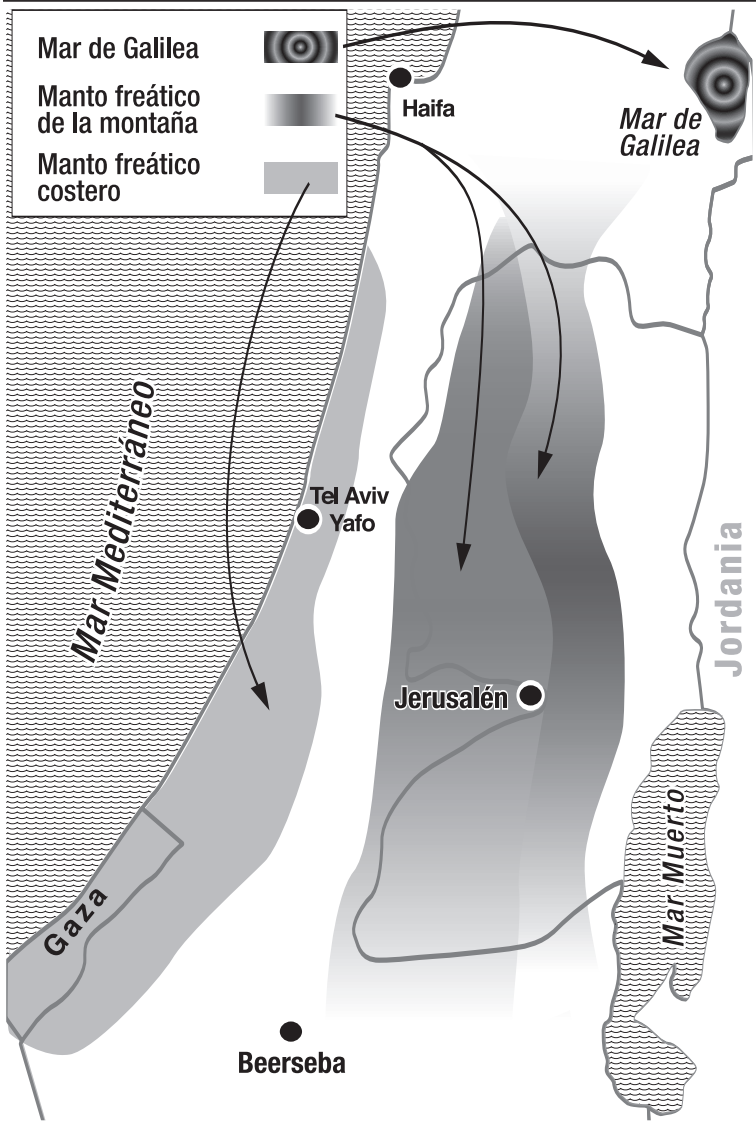 Mar de Galilea
Manto freático
de la montaña
Manto freático
costero
Haifa
Mar de
Galilea
Mar Mediterráneo
Tel Aviv
Yafo
Jordania
Jerusalén
Mar Muerto
Gaza
Beerseba